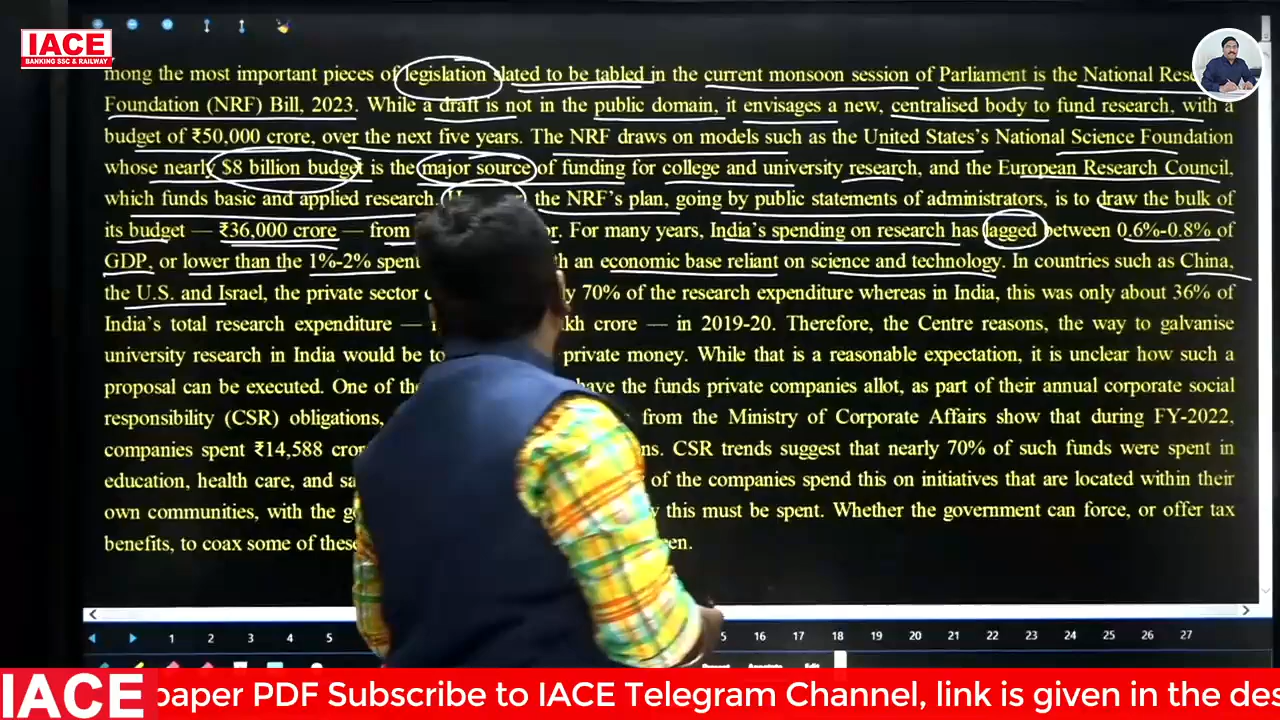 IACE
BANKING SSC & RAILWAY
mong the most important pieces of legislation slated to be tabled in the current monsoon session of Parliament is the National
Foundation (NRF) Bill, 2023. While a draft is not in the public domain, it envisages a new, centralised body to fund research, with a
budget of ₹50,000 crore, over the next five years. The NRF draws on models such as the United States's National Science Foundation
whose nearly $8 billion budget is the major source of funding for college and university research, and the European Research Council,
which funds basic and applied research. the NRF's plan, going by public statements of administrators, is to draw the bulk of
its budget — ₹36,000 crore — from For many years, India's spending on research has lagged between 0.6%-0.8% of
GDP, or lower than the 1%-2% spent an economic base reliant on science and technology. In countries such as China,
the U.S. and Israel, the private sector 70% of the research expenditure whereas in India, this was only about 36% of
India's total research expenditure — crore — in 2019-20. Therefore, the Centre reasons, the way to galvanise
university research in India would be to private money. While that is a reasonable expectation, it is unclear how such a
proposal can be executed. One of have the funds private companies allot, as part of their annual corporate social
responsibility (CSR) obligations, from the Ministry of Corporate Affairs show that during FY-2022,
companies spent ₹14,588 CSR trends suggest that nearly 70% of such funds were spent in
education, health care, and of the companies spend this on initiatives that are located within their
own communities, with the this must be spent. Whether the government can force, or offer tax
benefits, to coax some of
1 2 3 4 5 16 17 18 19 20 21 22 23 24 25 26 27
IACE paper PDF Subscribe to IACE Telegram Channel, link is given in the des